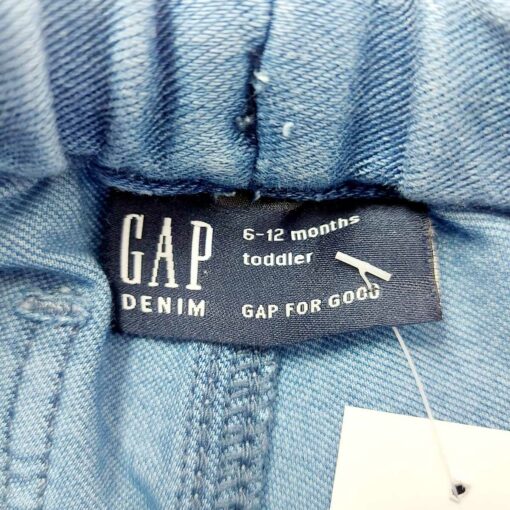 GAP
DENIM
6-12 months
toddler
GAP FOR GOOD